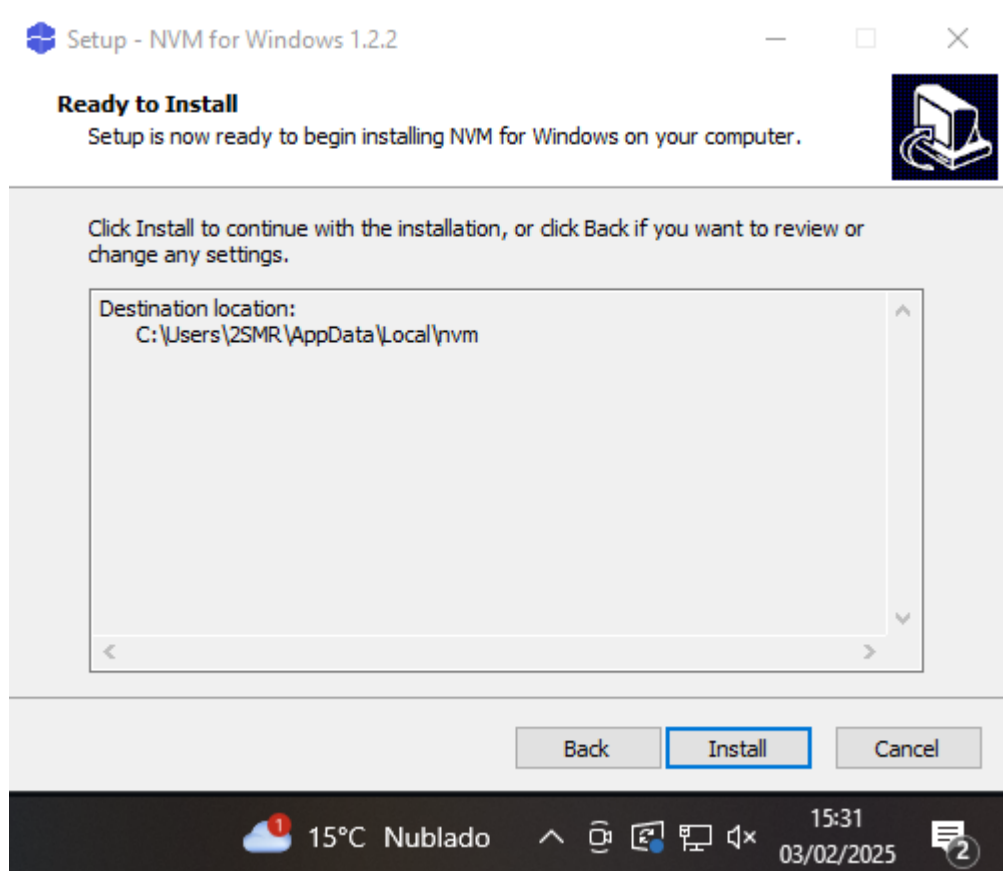 Setup - NVM for Windows 1.2.2
Ready to Install
Setup is now ready to begin installing NVM for Windows on your computer.
Click Install to continue with the installation, or click Back if you want to review or
change any settings.
Destination location:
C:\Users\2SMR\AppData\Local\nvm
Back
Install
Cancel
1
15°C Nublado
15:31
03/02/2025
2